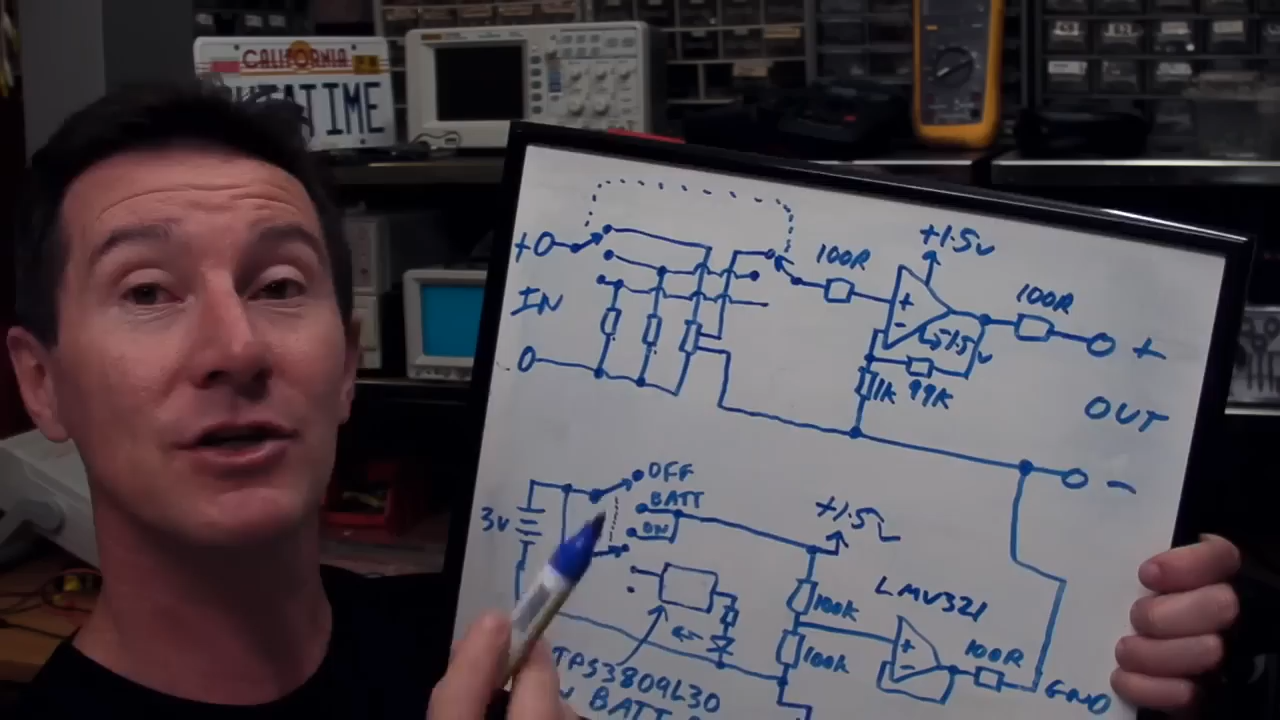 CALIFORNIA
TIME
+
100R
+1.5V
100R
IN
+
-
-1.5V
+
1K
99K
OUT
OFF
-
BATT
3V
ON
+1.5V
LMV321
100K
+
-
100K
100R
GND
TPS3809L30
BATT